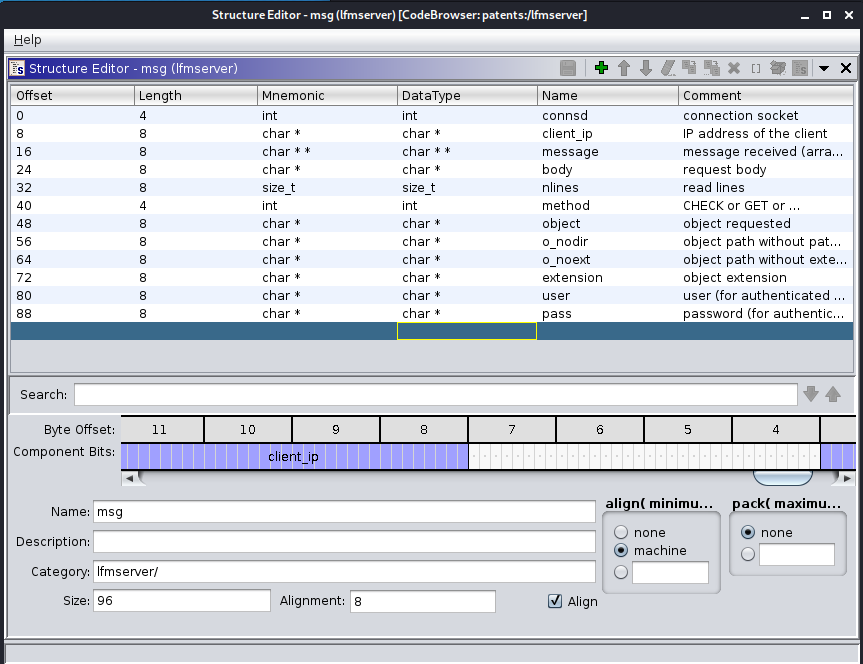 Structure Editor - msg (lfmserver) [CodeBrowser: patents:/lfmserver]
Help
Structure Editor - msg (lfmserver)
Offset Length Mnemonic DataType Name Comment
0 4 int int connsd connection socket
8 8 char * char * client_ip IP address of the client
16 8 char * * char * * message message received (arra...
24 8 char * char * body request body
32 8 size_t size_t nlines read lines
40 4 int int method CHECK or GET or ...
48 8 char * char * object object requested
56 8 char * char * o_nodir object path without pat...
64 8 char * char * o_noext object path without exte...
72 8 char * char * extension object extension
80 8 char * char * user user (for authenticated ...
88 8 char * char * pass password (for authentic...
Search:
Byte Offset: 11 10 9 8 7 6 5 4
Component Bits: client_ip
Name: msg
Description:
Category: lfmserver/
Size: 96 Alignment: 8 Align
align( minimu...
none
machine
pack( maximu...
none